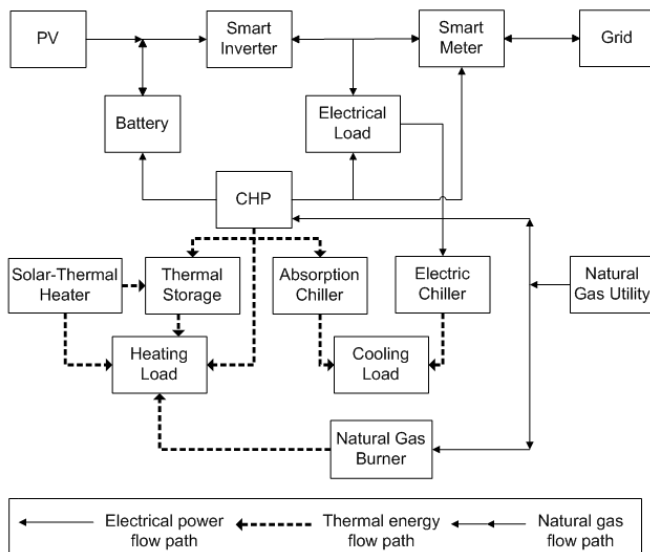 PV
Smart
Inverter
Smart
Meter
Grid
Battery
Electrical
Load
CHP
Solar-Thermal
Heater
Thermal
Storage
Absorption
Chiller
Electric
Chiller
Natural
Gas Utility
Heating
Load
Cooling
Load
Natural Gas
Burner
Electrical power
flow path
Thermal energy
flow path
Natural gas
flow path